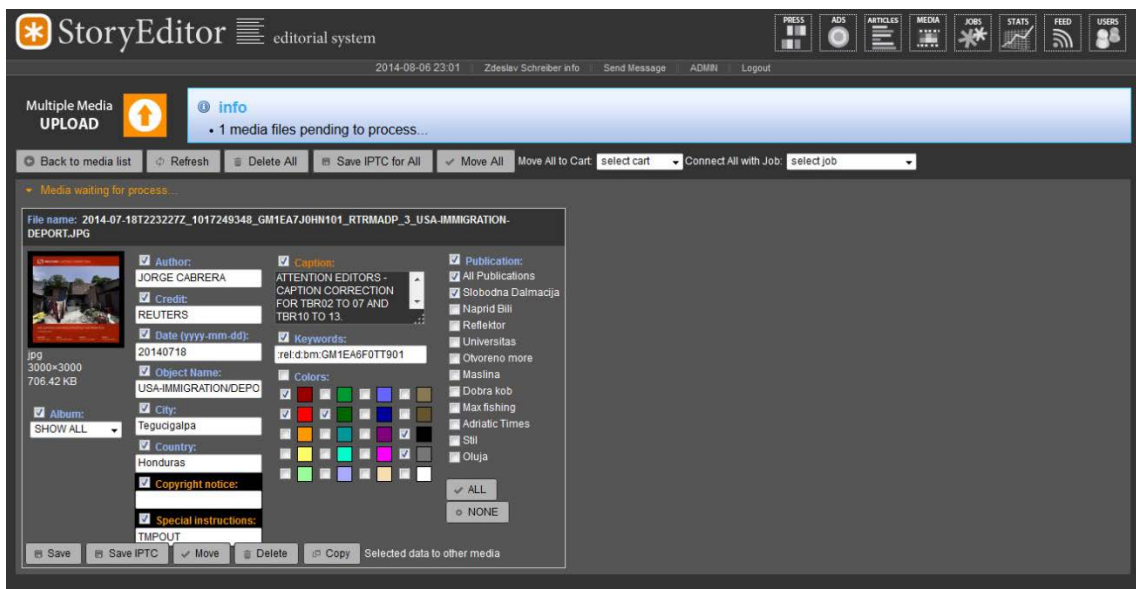 StoryEditor editorial system
PRESS ADS ARTICLES MEDIA JOBS STATS FEED USERS
2014-08-06 23:01 Zdeslav Schreiber info Send Message ADMIN Logout
Multiple Media
UPLOAD
info
• 1 media files pending to process...
Back to media list Refresh Delete All Save IPTC for All Move All Move All to Cart: select cart Connect All with Job: select job
Media waiting for process...
File name: 2014-07-18T223227Z_1017249348_GM1EA7J0HN101_RTRMADP_3_USA-IMMIGRATION-
DEPORT.JPG
jpg
3000×3000
706.42 KB
Album:
SHOW ALL
Author:
JORGE CABRERA
Credit:
REUTERS
Date (yyyy-mm-dd):
20140718
Object Name:
USA-IMMIGRATION/DEPO
City:
Tegucigalpa
Country:
Honduras
Copyright notice:
Special instructions:
TMPOUT
Caption:
ATTENTION EDITORS -
CAPTION CORRECTION
FOR TBR02 TO 07 AND
TBR10 TO 13.
Keywords:
:rel:d:bm:GM1EA6F0TT901
Colors:
Publication:
All Publications
Slobodna Dalmacija
Naprid Bili
Reflektor
Universitas
Otvoreno more
Maslina
Dobra kob
Max fishing
Adriatic Times
Stil
Oluja
ALL
NONE
Save Save IPTC Move Delete Copy Selected data to other media